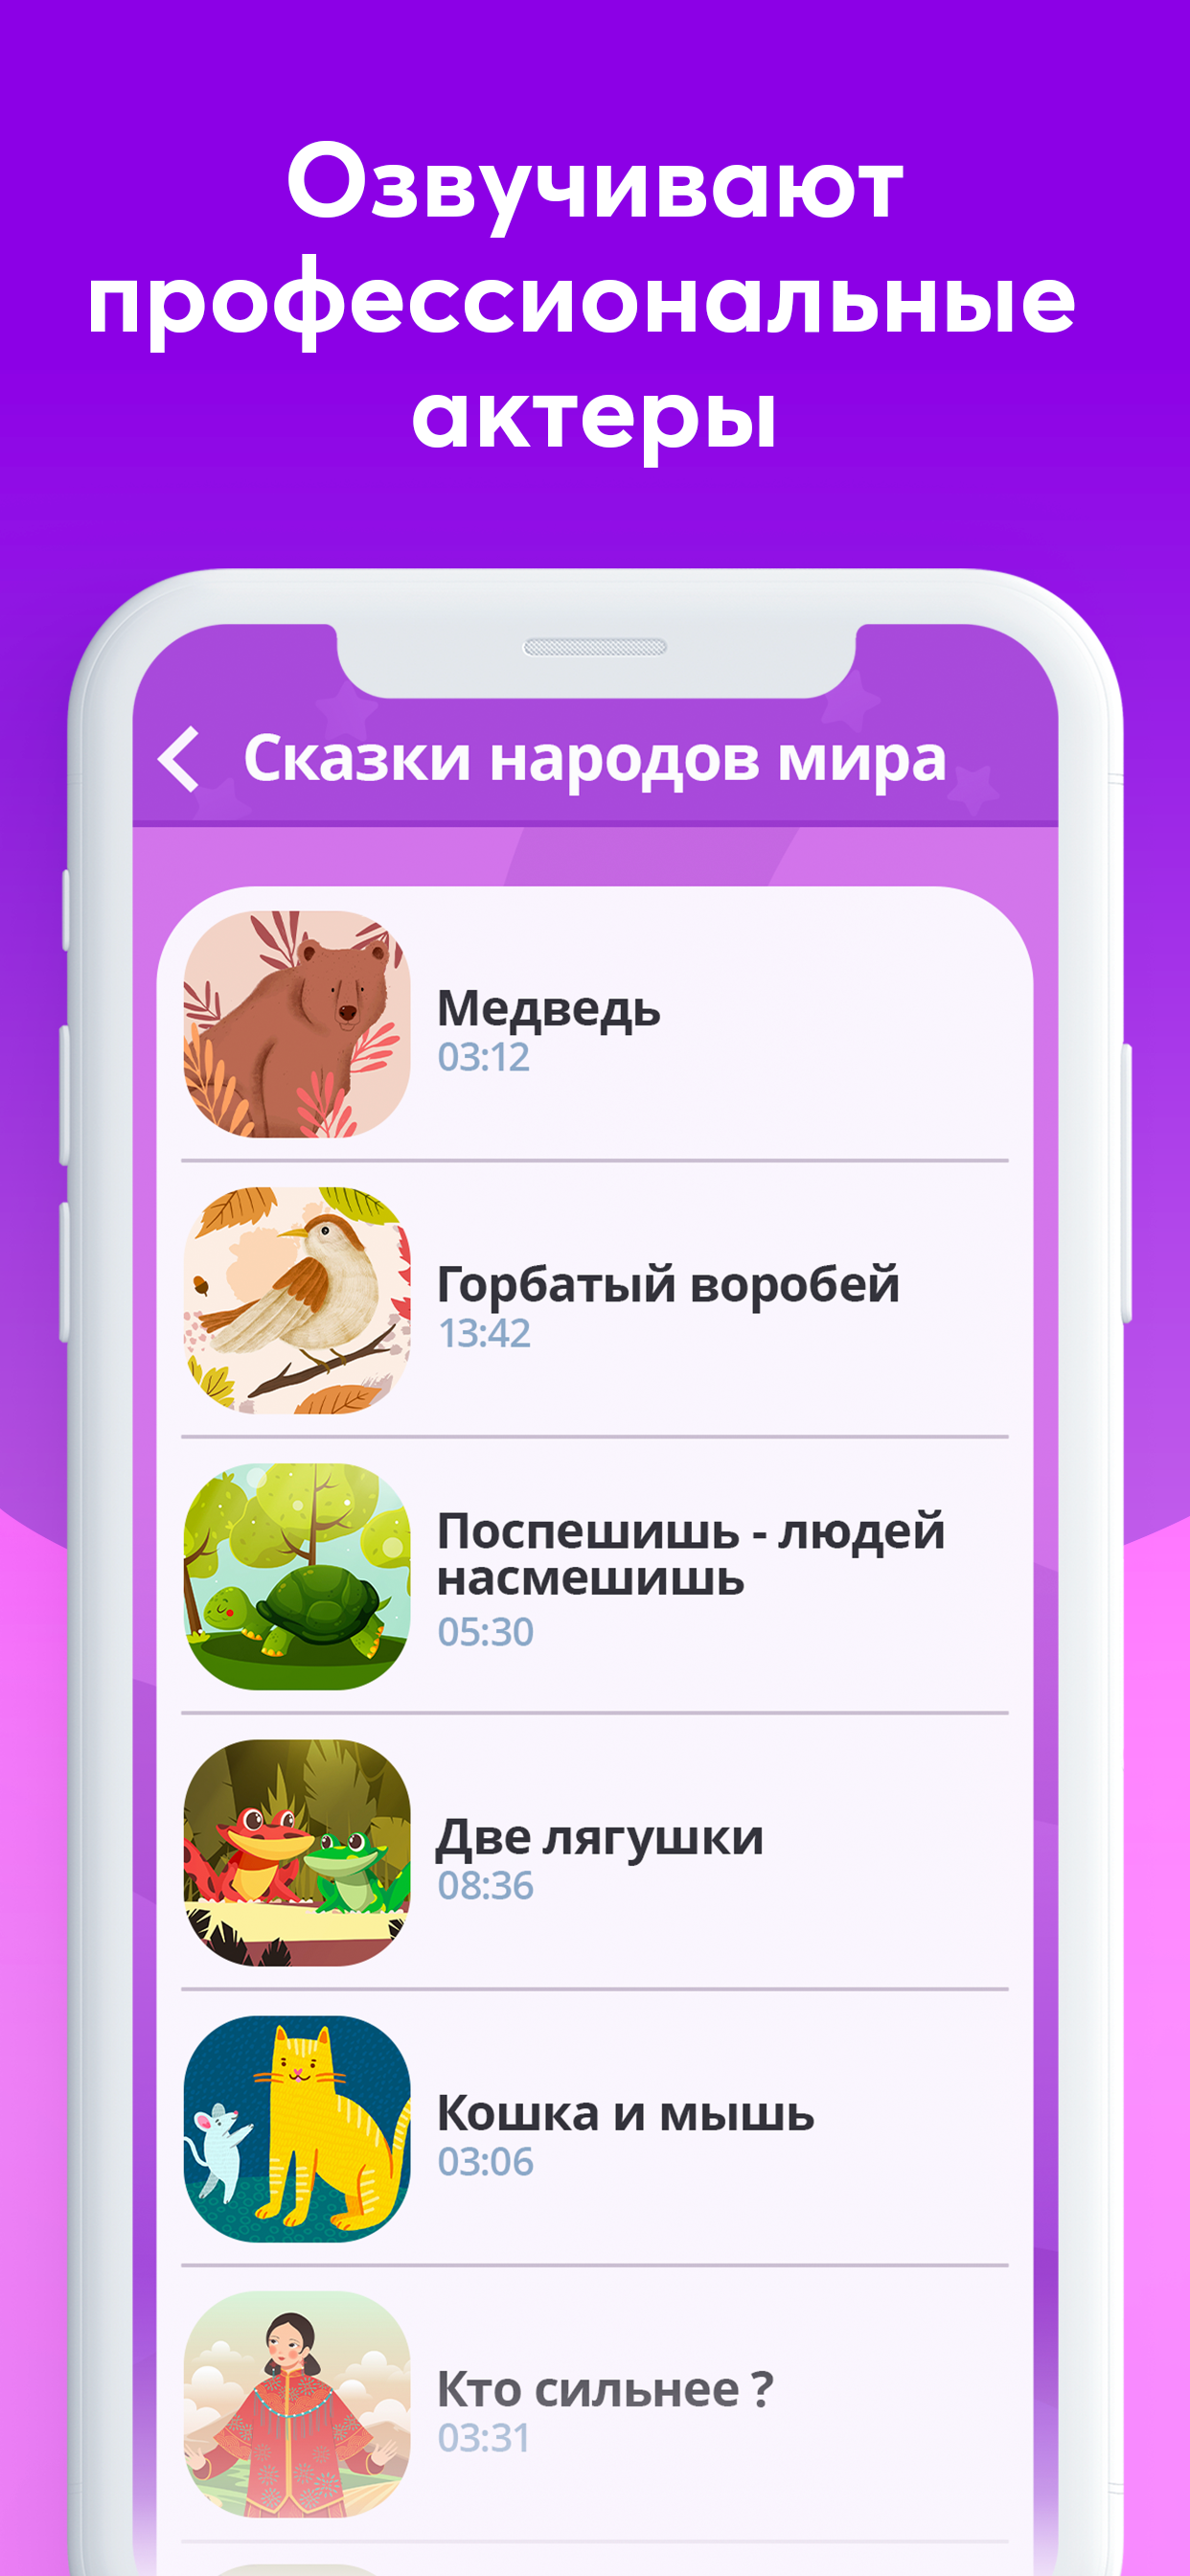 Озвучивают
профессиональные
актеры
Сказки народов мира
Медведь
03:12
Горбатый воробей
13:42
Поспешишь - людей
насмешишь
05:30
Две лягушки
08:36
Кошка и мышь
03:06
Кто сильнее ?
03:31